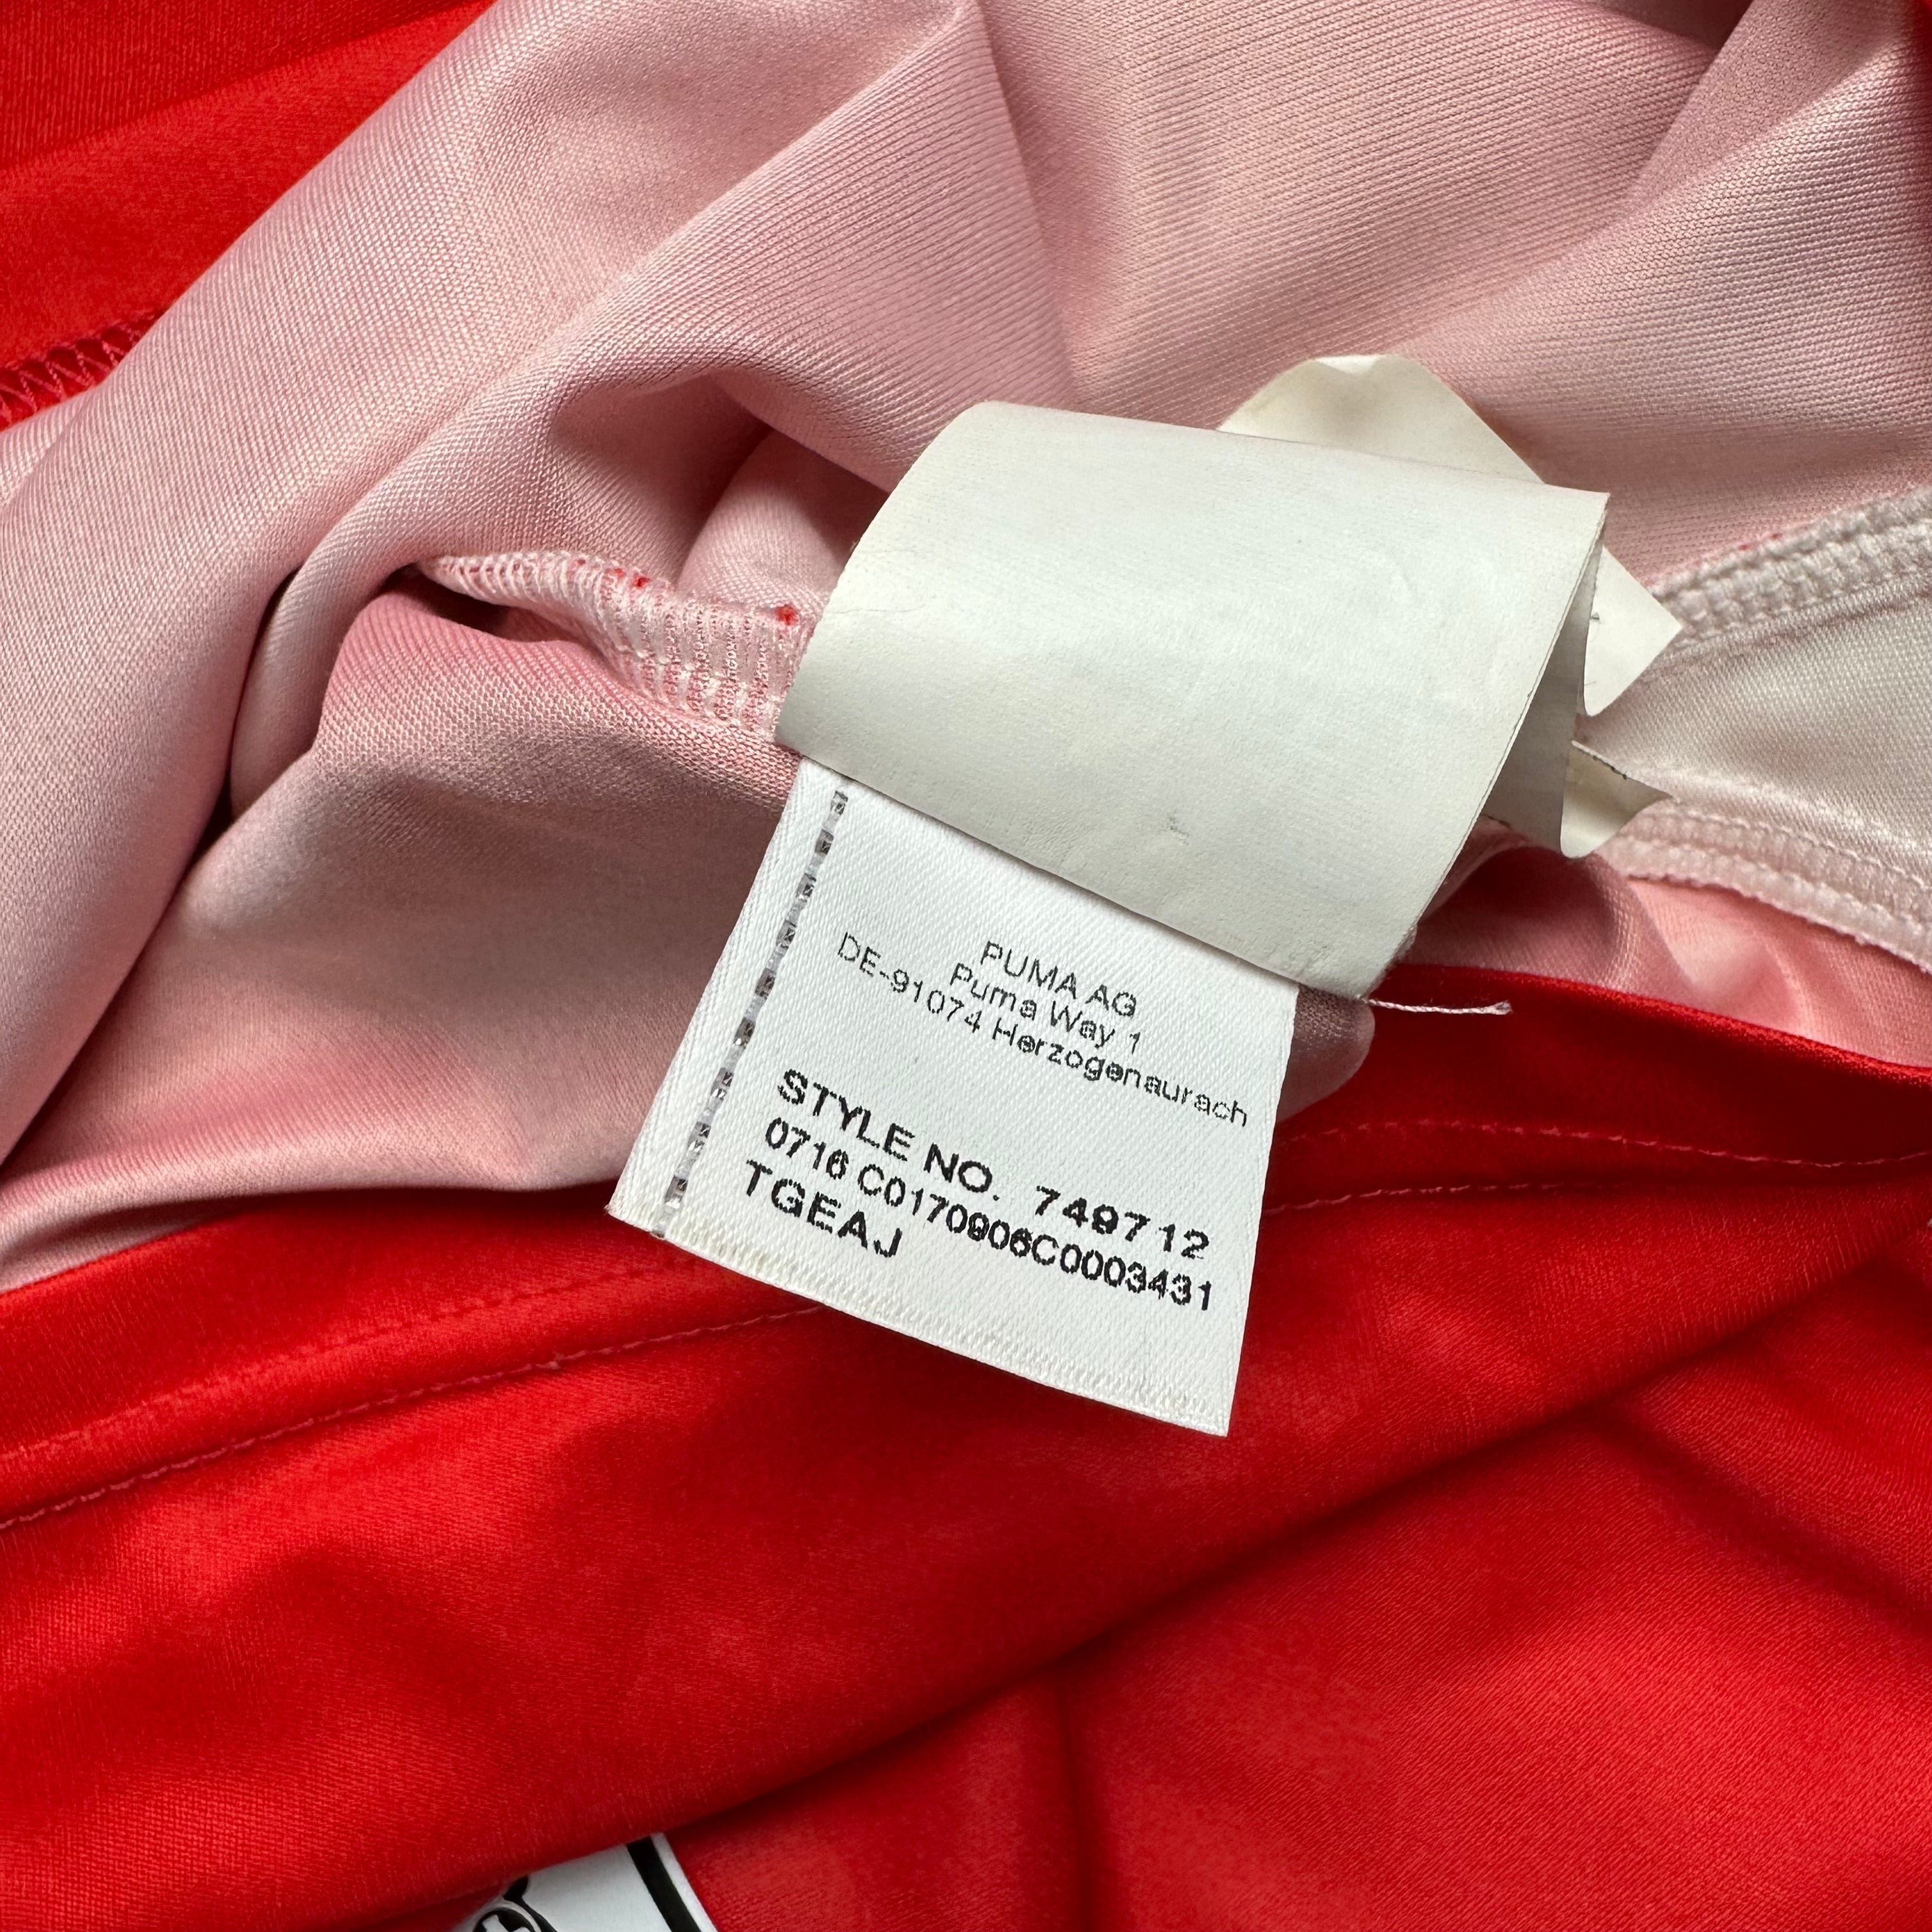 PUMA AG
Puma Way 1
DE-91074 Herzogenaurach
STYLE NO. 749712
0716 C0170906C0003431
TGEAJ